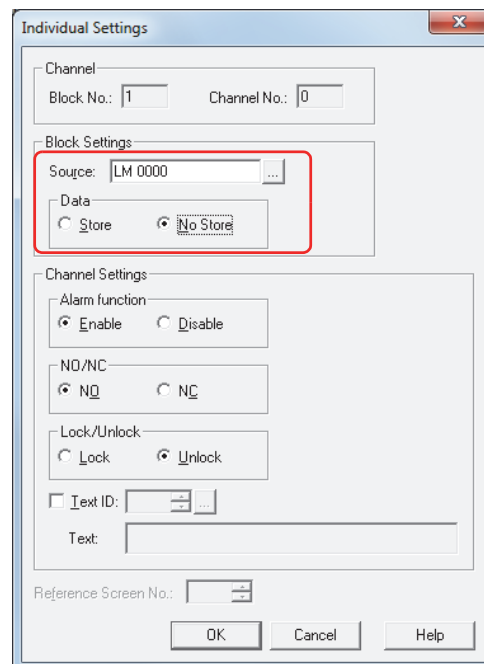 Individual Settings
x
Channel
Block No.: 1 Channel No.: 0
Block Settings
Source: LM 0000 ...
Data
Store No Store
Channel Settings
Alarm function
Enable Disable
NO/NC
NO NC
Lock/Unlock
Lock Unlock
Text ID: ...
Text:
Reference Screen No.:
OK Cancel Help